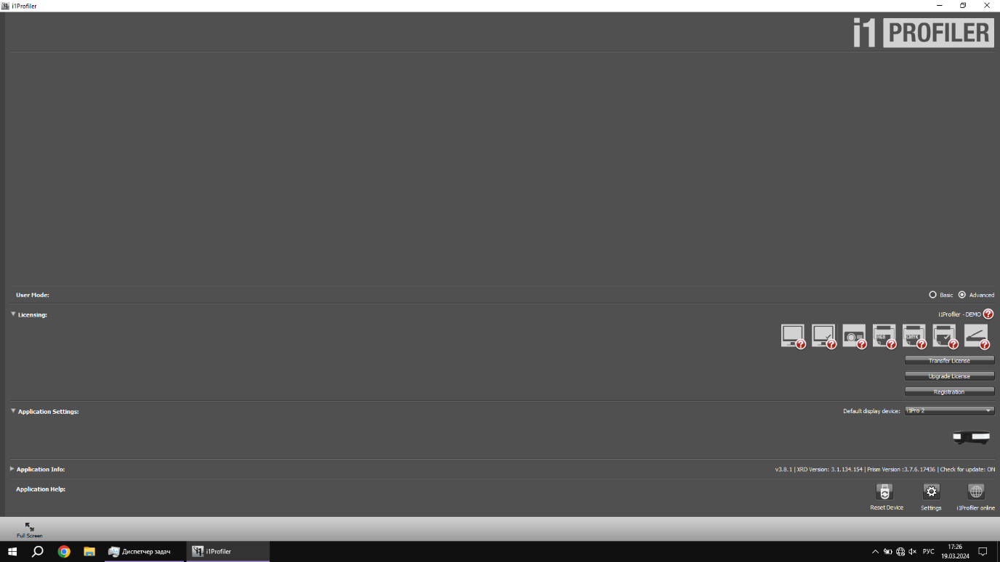 i1Profiler
i1 PROFILER
User Mode:
Basic
Advanced
Licensing:
i1Profiler - DEMO
RGB
CMYK
Transfer License
Upgrade License
Registration
Application Settings:
Default display device:
i1Pro 2
Application Info:
v3.8.1 | XRD Version: 3.1.134.154 | Prism Version :3.7.6.17436 | Check for update: ON
Application Help:
Reset Device
Settings
i1Profiler online
Full Screen
Диспетчер задач
i1Profiler
РУС
17:26
19.03.2024